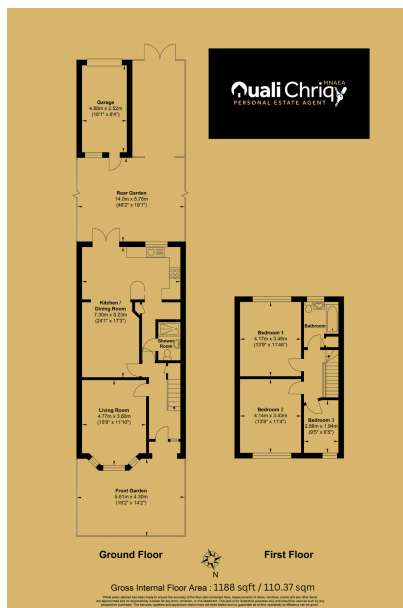 MNAEA
Quali Chriqy
PERSONAL ESTATE AGENT
Garage
4.88m x 2.52m
(16'1" x 8'4")
Rear Garden
14.0m x 5.78m
(46'2" x 19'1")
Kitchen /
Dining Room
7.30m x 5.23m
(24'1" x 17'3")
Shower
Room
Living Room
4.77m x 3.60m
(15'9" x 11'10")
Front Garden
5.81m x 4.30m
(19'2" x 14'2")
Bedroom 1
4.17m x 3.48m
(13'9" x 11'46")
Bathroom
Bedroom 2
4.14m x 3.43m
(13'8" x 11'4")
Bedroom 3
2.86m x 1.94m
(9'5" x 6'5")
Ground Floor
First Floor
N
Gross Internal Floor Area : 1188 sqft / 110.37 sqm